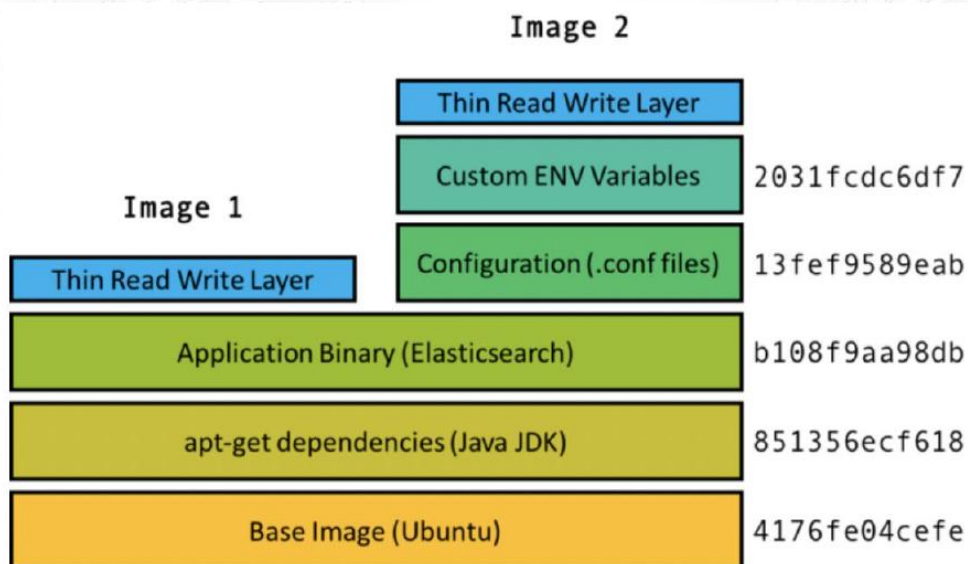 Image 2
Thin Read Write Layer
Custom ENV Variables 2031fcdc6df7
Image 1
Configuration (.conf files) 13fef9589eab
Thin Read Write Layer
Application Binary (Elasticsearch) b108f9aa98db
apt-get dependencies (Java JDK) 851356ecf618
Base Image (Ubuntu) 4176fe04cefe